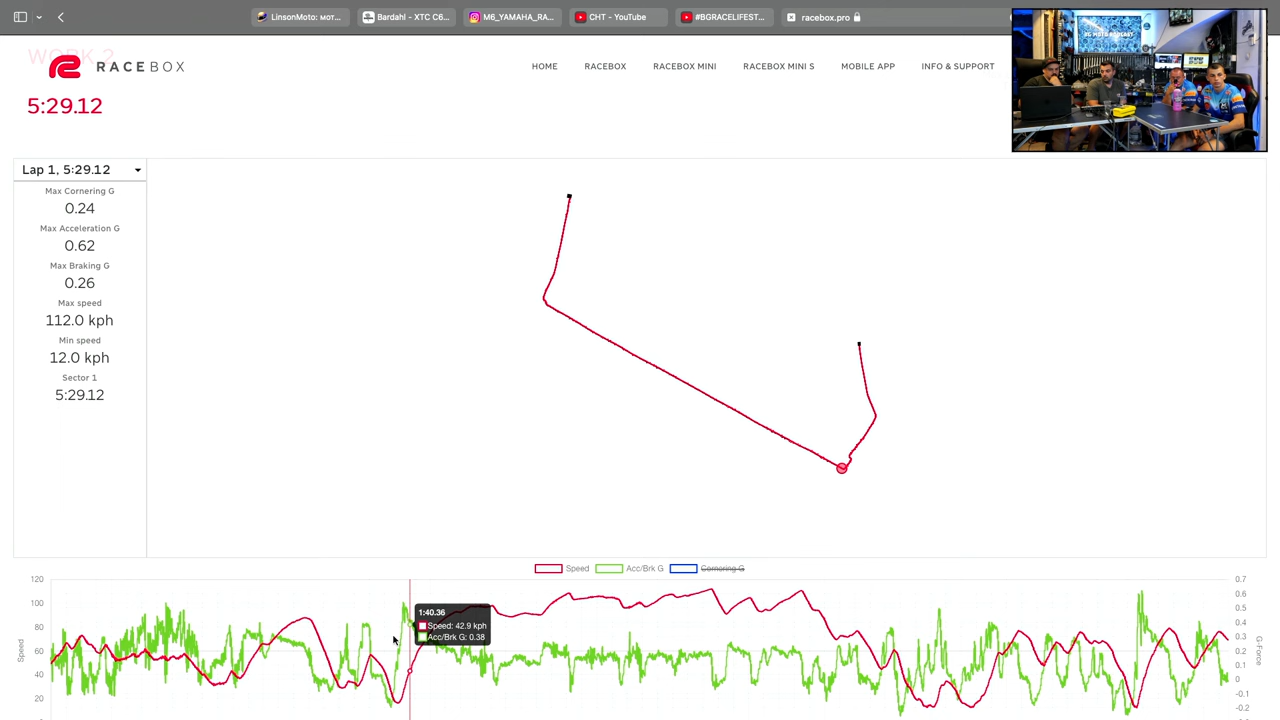 LinsonMoto: мот...
Bardahl - XTC C6...
M6_YAMAHA_RA...
CHT - YouTube
#BGRACELIFEST...
racebox.pro
WORK 2
RACEBOX
HOME
RACEBOX
RACEBOX MINI
RACEBOX MINI S
MOBILE APP
INFO & SUPPORT
5:29.12
Lap 1, 5:29.12
Max Cornering G
0.24
Max Acceleration G
0.62
Max Braking G
0.26
Max speed
112.0 kph
Min speed
12.0 kph
Sector 1
5:29.12
Speed
Acc/Brk G
Cornering G
120
100
80
60
40
20
Speed
1:40.36
Speed: 42.9 kph
Acc/Brk G: 0.38
0.7
0.6
0.5
0.4
0.3
0.2
0.1
0
-0.1
-0.2
G-Force